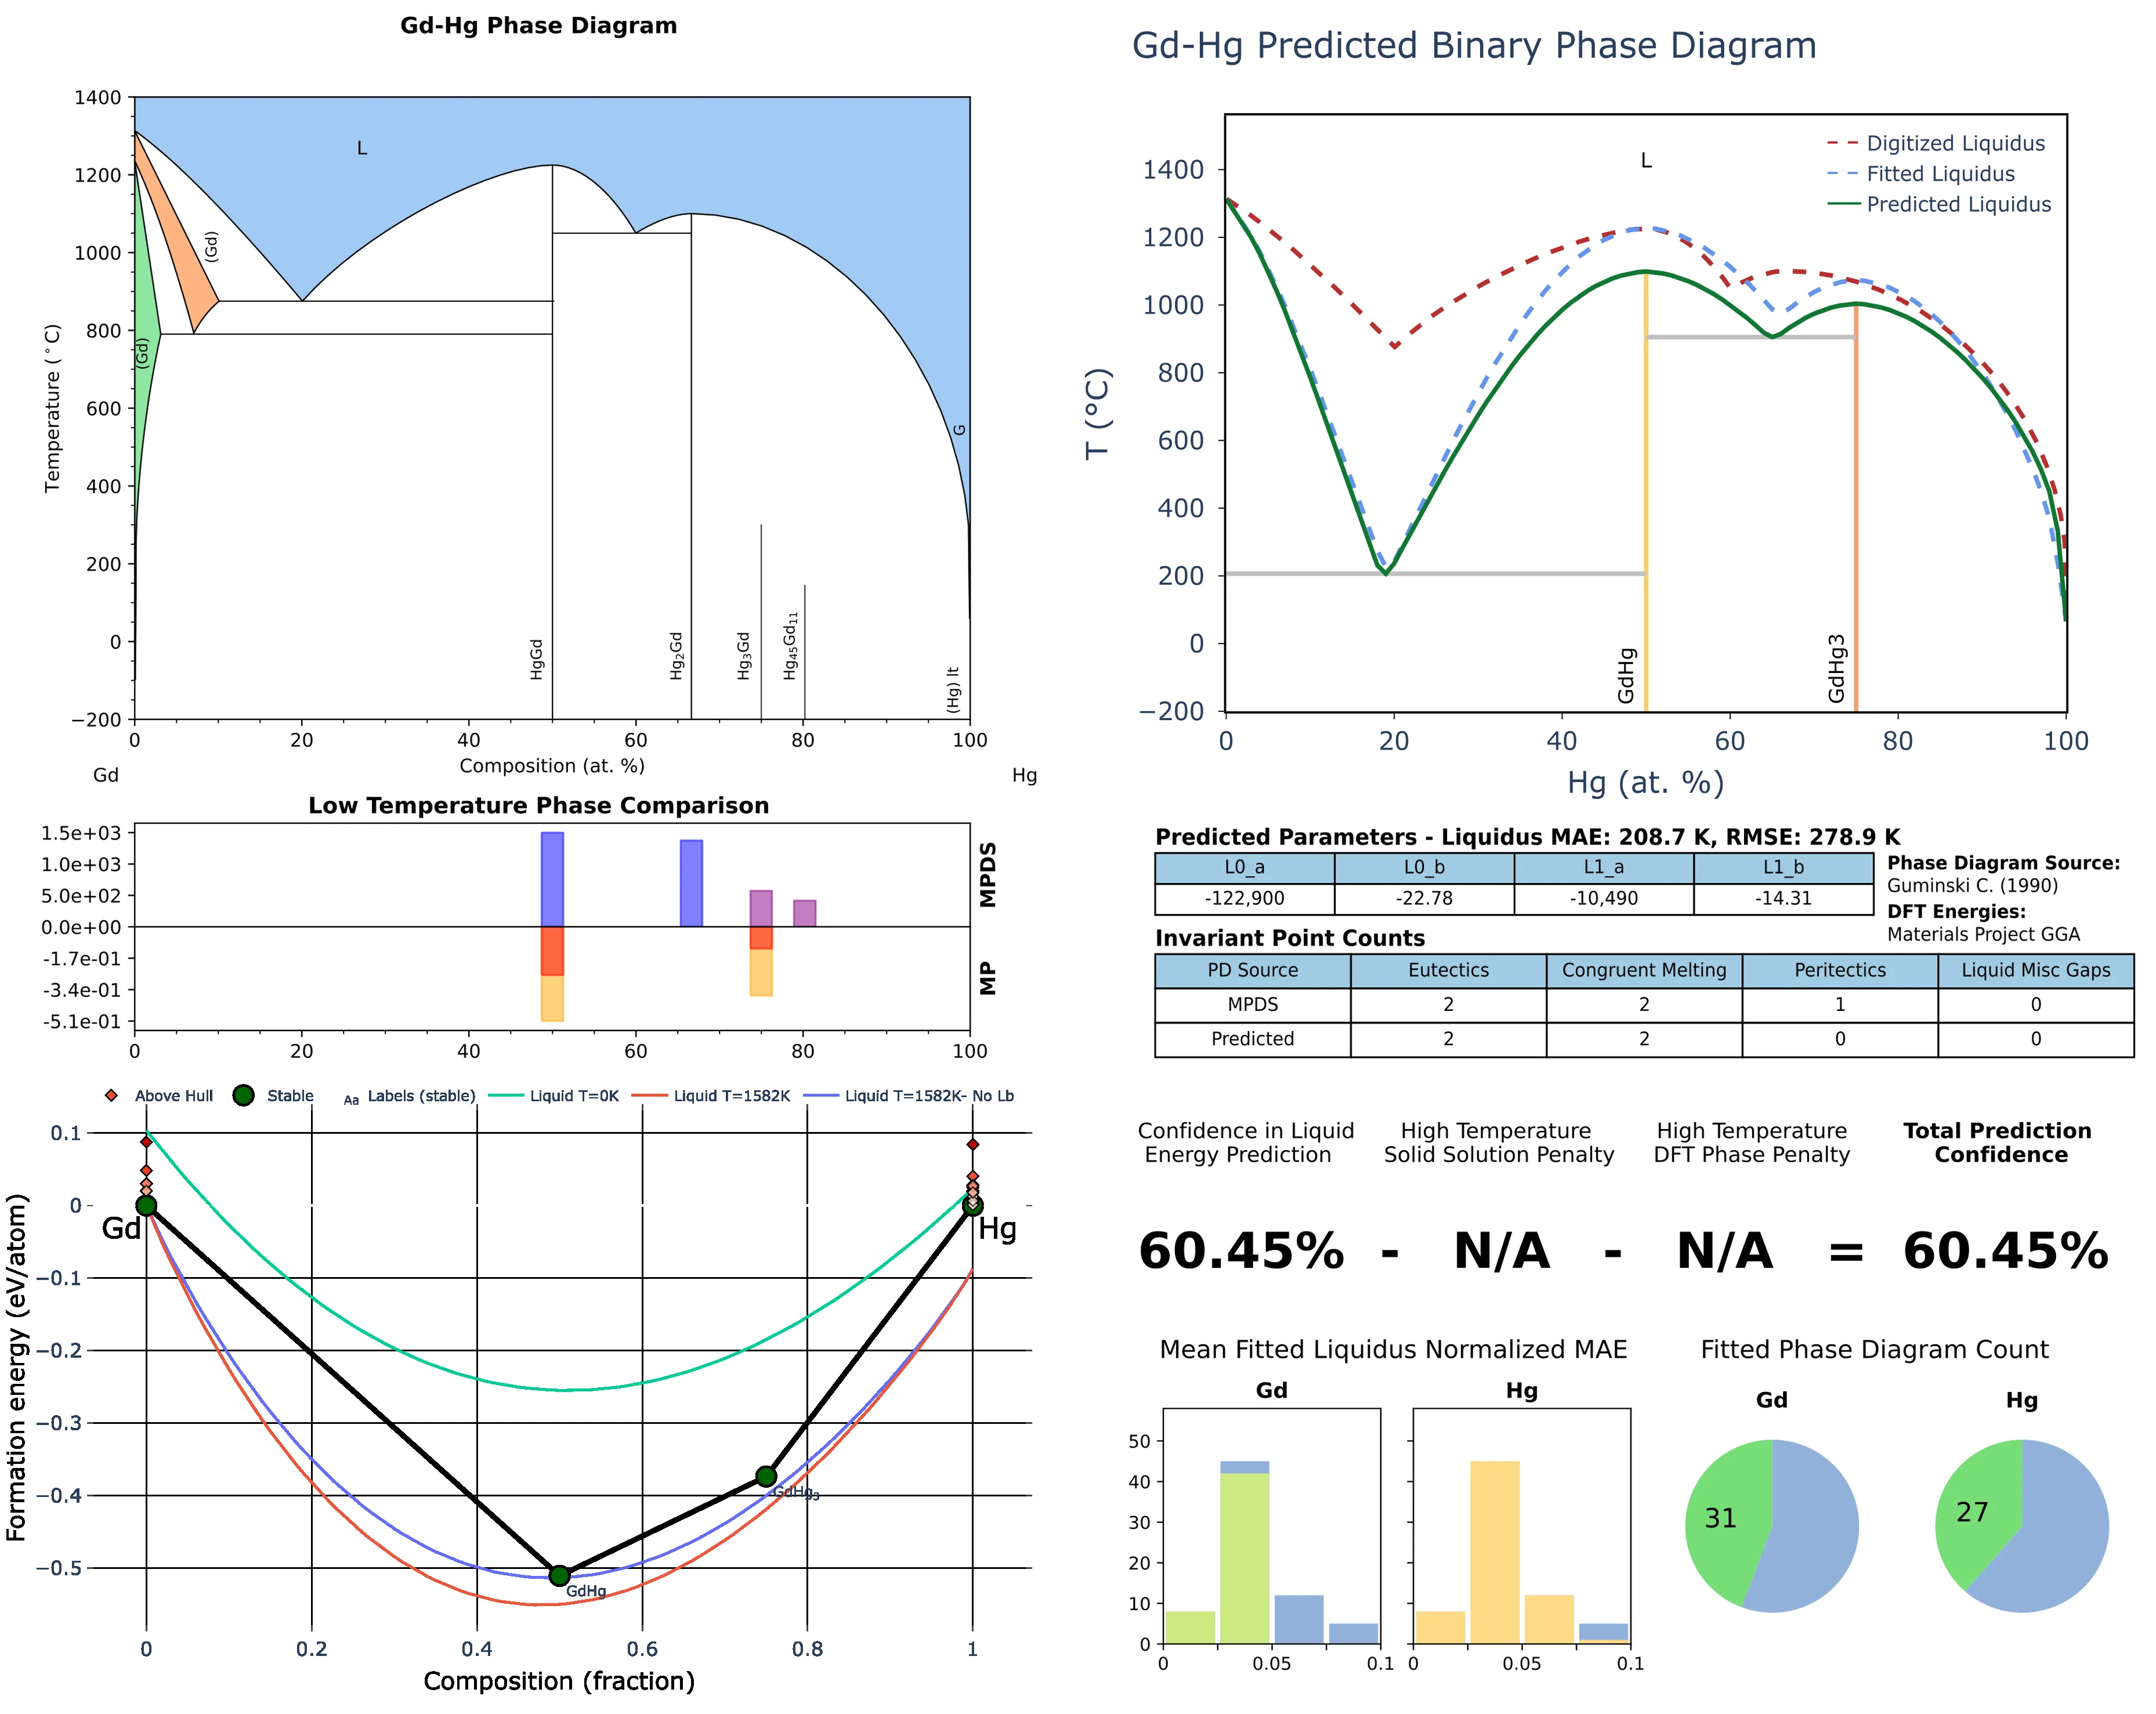 Gd-Hg Phase Diagram
1400
1200
1000
800
600
400
200
0
−200
Temperature (°C)
L
(Gd)
(Gd)
G
HgGd
Hg₂Gd
Hg₃Gd
Hg₄₅Gd₁₁
(Hg) lt
0 20 40 60 80 100
Composition (at. %)
Gd Hg
Low Temperature Phase Comparison
1.5e+03
1.0e+03
5.0e+02
0.0e+00
-1.7e-01
-3.4e-01
-5.1e-01
MPDS
MP
0 20 40 60 80 100
Above Hull Stable Aa Labels (stable) Liquid T=0K Liquid T=1582K Liquid T=1582K- No Lb
0.1
0
−0.1
−0.2
−0.3
−0.4
−0.5
Formation energy (eV/atom)
Gd
Hg
GdHg₃
GdHg
0 0.2 0.4 0.6 0.8 1
Composition (fraction)
Gd-Hg Predicted Binary Phase Diagram
L
Digitized Liquidus
Fitted Liquidus
Predicted Liquidus
1400
1200
1000
800
600
400
200
0
−200
T (°C)
GdHg
GdHg3
0 20 40 60 80 100
Hg (at. %)
Predicted Parameters - Liquidus MAE: 208.7 K, RMSE: 278.9 K
L0_a L0_b L1_a L1_b
-122,900 -22.78 -10,490 -14.31
Phase Diagram Source:
Guminski C. (1990)
DFT Energies:
Materials Project GGA
Invariant Point Counts
PD Source Eutectics Congruent Melting Peritectics Liquid Misc Gaps
MPDS 2 2 1 0
Predicted 2 2 0 0
Confidence in Liquid
Energy Prediction
High Temperature
Solid Solution Penalty
High Temperature
DFT Phase Penalty
Total Prediction
Confidence
60.45% - N/A - N/A = 60.45%
Mean Fitted Liquidus Normalized MAE
Gd Hg
50
40
30
20
10
0
0 0.05 0.1
0 0.05 0.1
Fitted Phase Diagram Count
Gd Hg
31 27